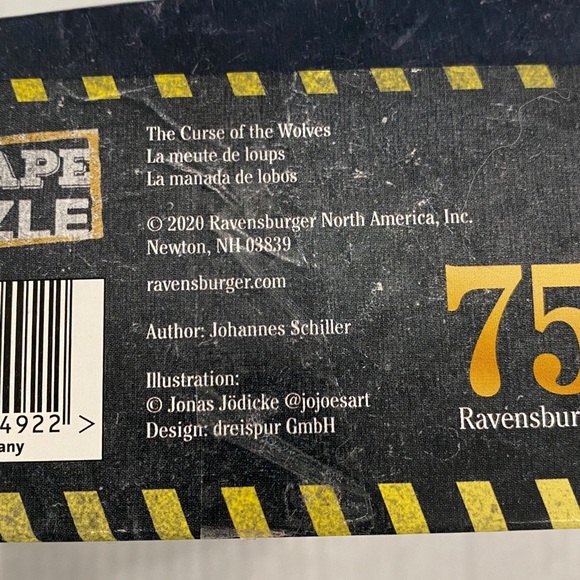 APE
ZLE
The Curse of the Wolves
La meute de loups
La manada de lobos
© 2020 Ravensburger North America, Inc.
Newton, NH 03839
ravensburger.com
Author: Johannes Schiller
Illustration:
© Jonas Jödicke @jojoesart
Design: dreispur GmbH
4922 >
any
75
Ravensbur